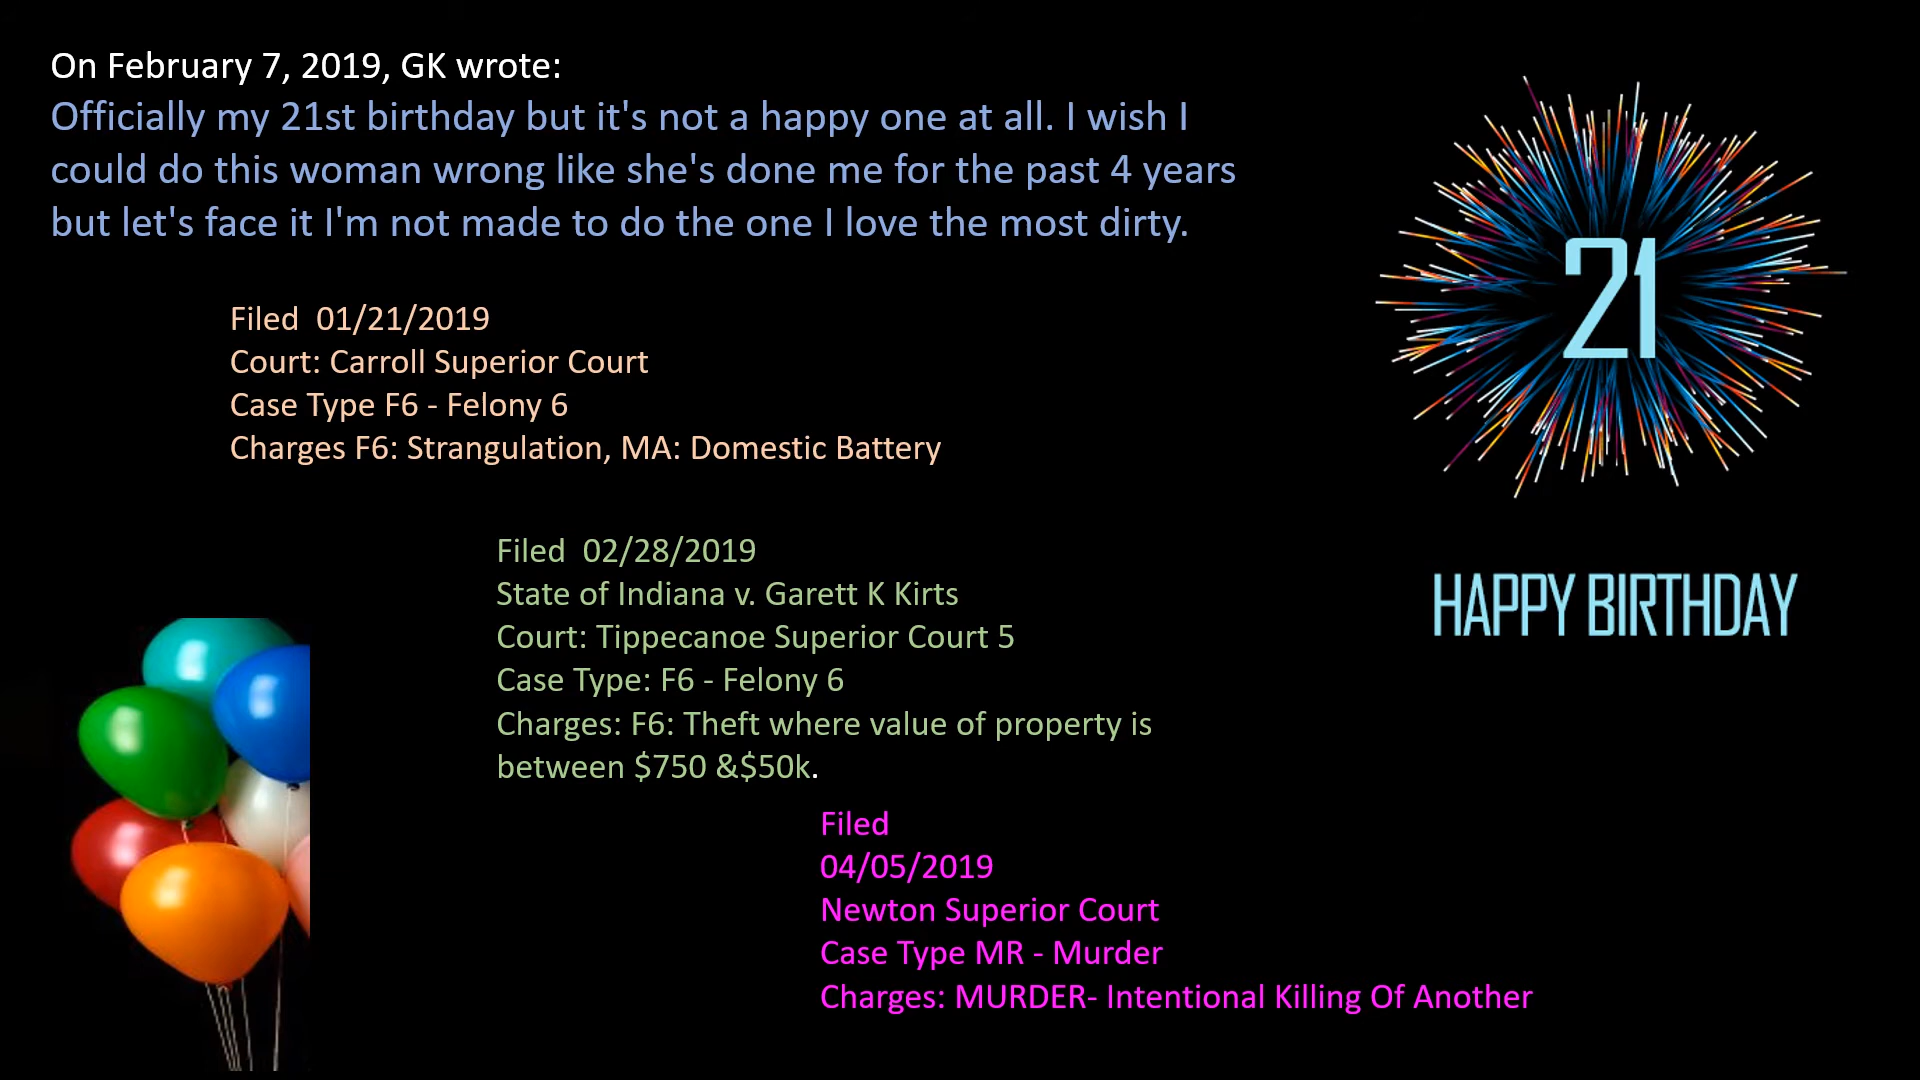 On February 7, 2019, GK wrote:
Officially my 21st birthday but it's not a happy one at all. I wish I
could do this woman wrong like she's done me for the past 4 years
but let's face it I'm not made to do the one I love the most dirty.
Filed  01/21/2019
Court: Carroll Superior Court
Case Type F6 - Felony 6
Charges F6: Strangulation, MA: Domestic Battery
21
HAPPY BIRTHDAY
Filed  02/28/2019
State of Indiana v. Garett K Kirts
Court: Tippecanoe Superior Court 5
Case Type: F6 - Felony 6
Charges: F6: Theft where value of property is
between $750 &$50k.
Filed
04/05/2019
Newton Superior Court
Case Type MR - Murder
Charges: MURDER- Intentional Killing Of Another